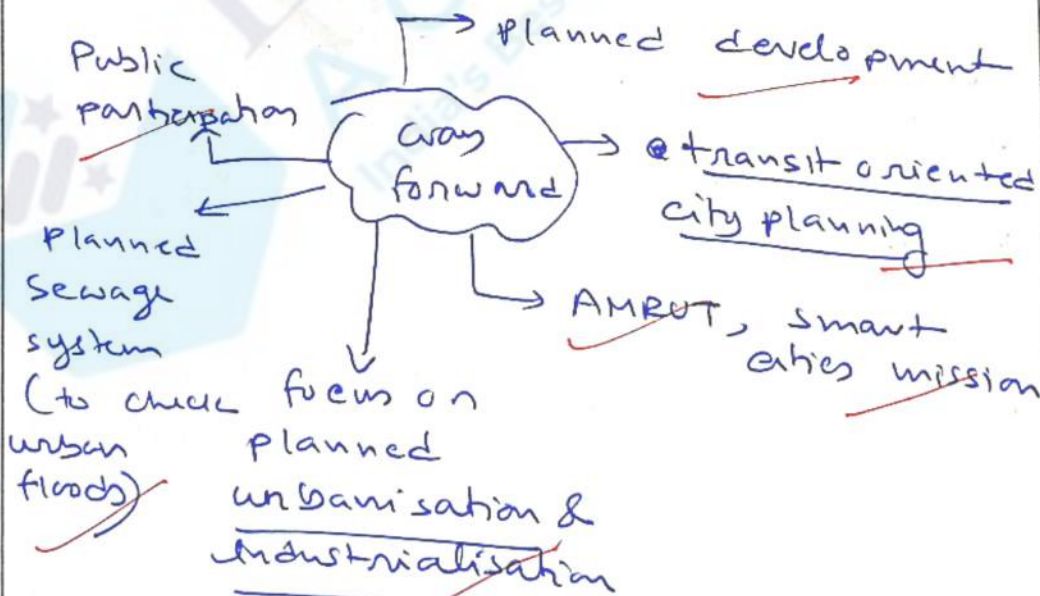 Planned development
Public
participation
way
forward
transit oriented
city planning
Planned
Sewage
system
(to check
urban
floods)
AMRUT, smart
cities mission
focus on
planned
urbanisation &
industrialisation
India's